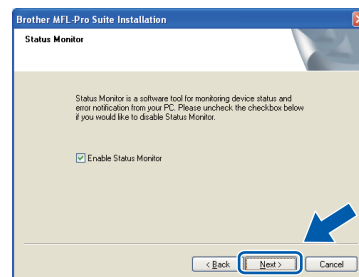 Brother MFL-Pro Suite Installation
Status Monitor
Status Monitor is a software tool for monitoring device status and
error notification from your PC. Please uncheck the checkbox below
if you would like to disable Status Monitor.
Enable Status Monitor
< Back
Next >
Cancel